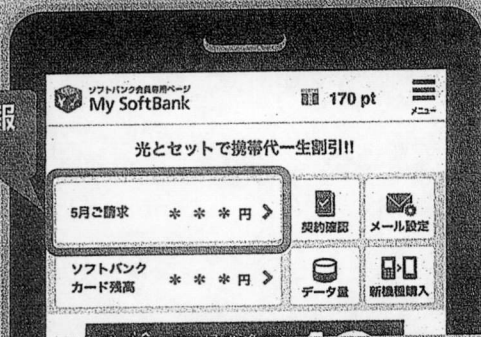 報
ソフトバンク会員専用ページ
My SoftBank
170 pt
メニュー
光とセットで携帯代一生割引!!
5月ご請求 * * * 円
契約確認
メール設定
ソフトバンク
カード残高 * * * 円
データ量
新機種購入